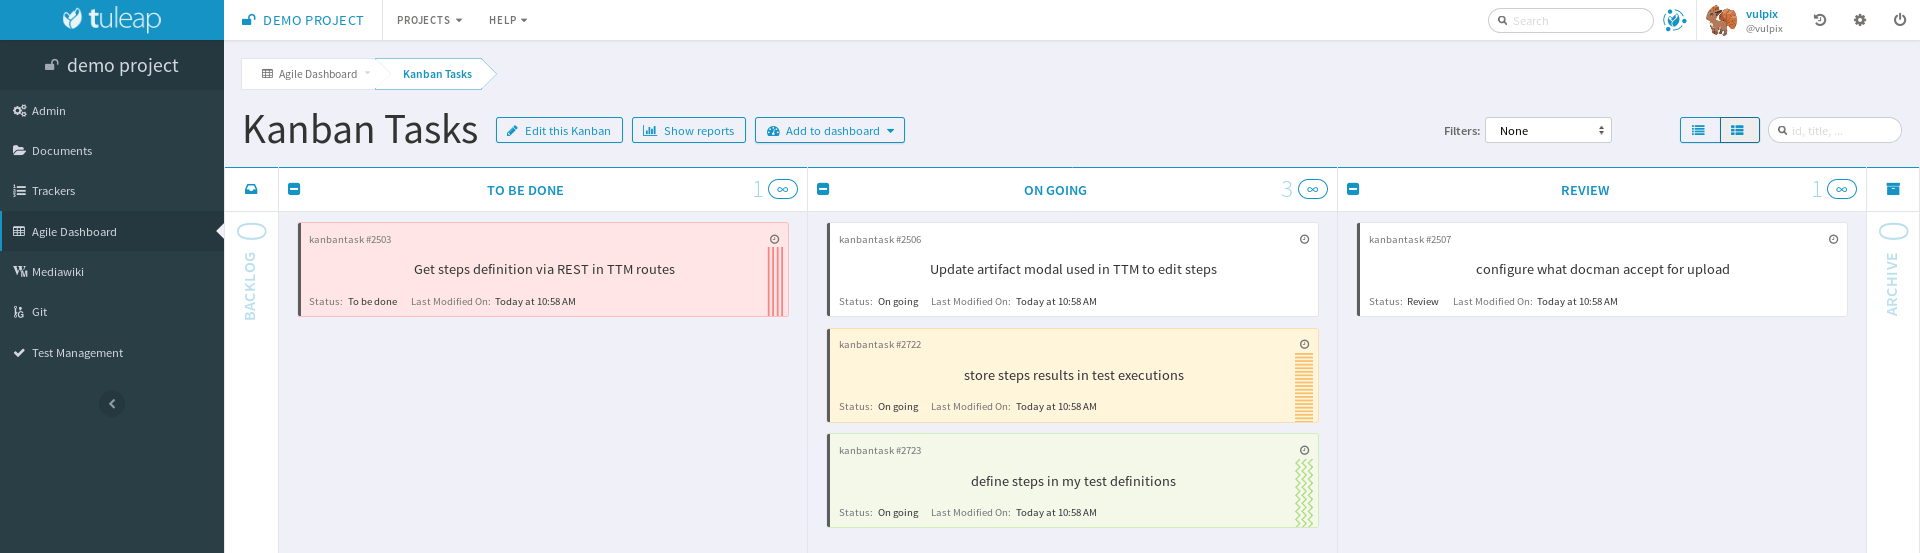 tuleap
DEMO PROJECT
PROJECTS
HELP
Search
vulpix
@vulpix
demo project
Admin
Documents
Trackers
Agile Dashboard
Mediawiki
Git
Test Management
Agile Dashboard
Kanban Tasks
Kanban Tasks
Edit this Kanban
Show reports
Add to dashboard
Filters:
None
id, title, ...
0
BACKLOG
TO BE DONE
1
∞
kanbantask #2503
Get steps definition via REST in TTM routes
Status: To be done Last Modified On: Today at 10:58 AM
ON GOING
3
∞
kanbantask #2506
Update artifact modal used in TTM to edit steps
Status: On going Last Modified On: Today at 10:58 AM
kanbantask #2722
store steps results in test executions
Status: On going Last Modified On: Today at 10:58 AM
kanbantask #2723
define steps in my test definitions
Status: On going Last Modified On: Today at 10:58 AM
REVIEW
1
∞
kanbantask #2507
configure what docman accept for upload
Status: Review Last Modified On: Today at 10:58 AM
0
ARCHIVE